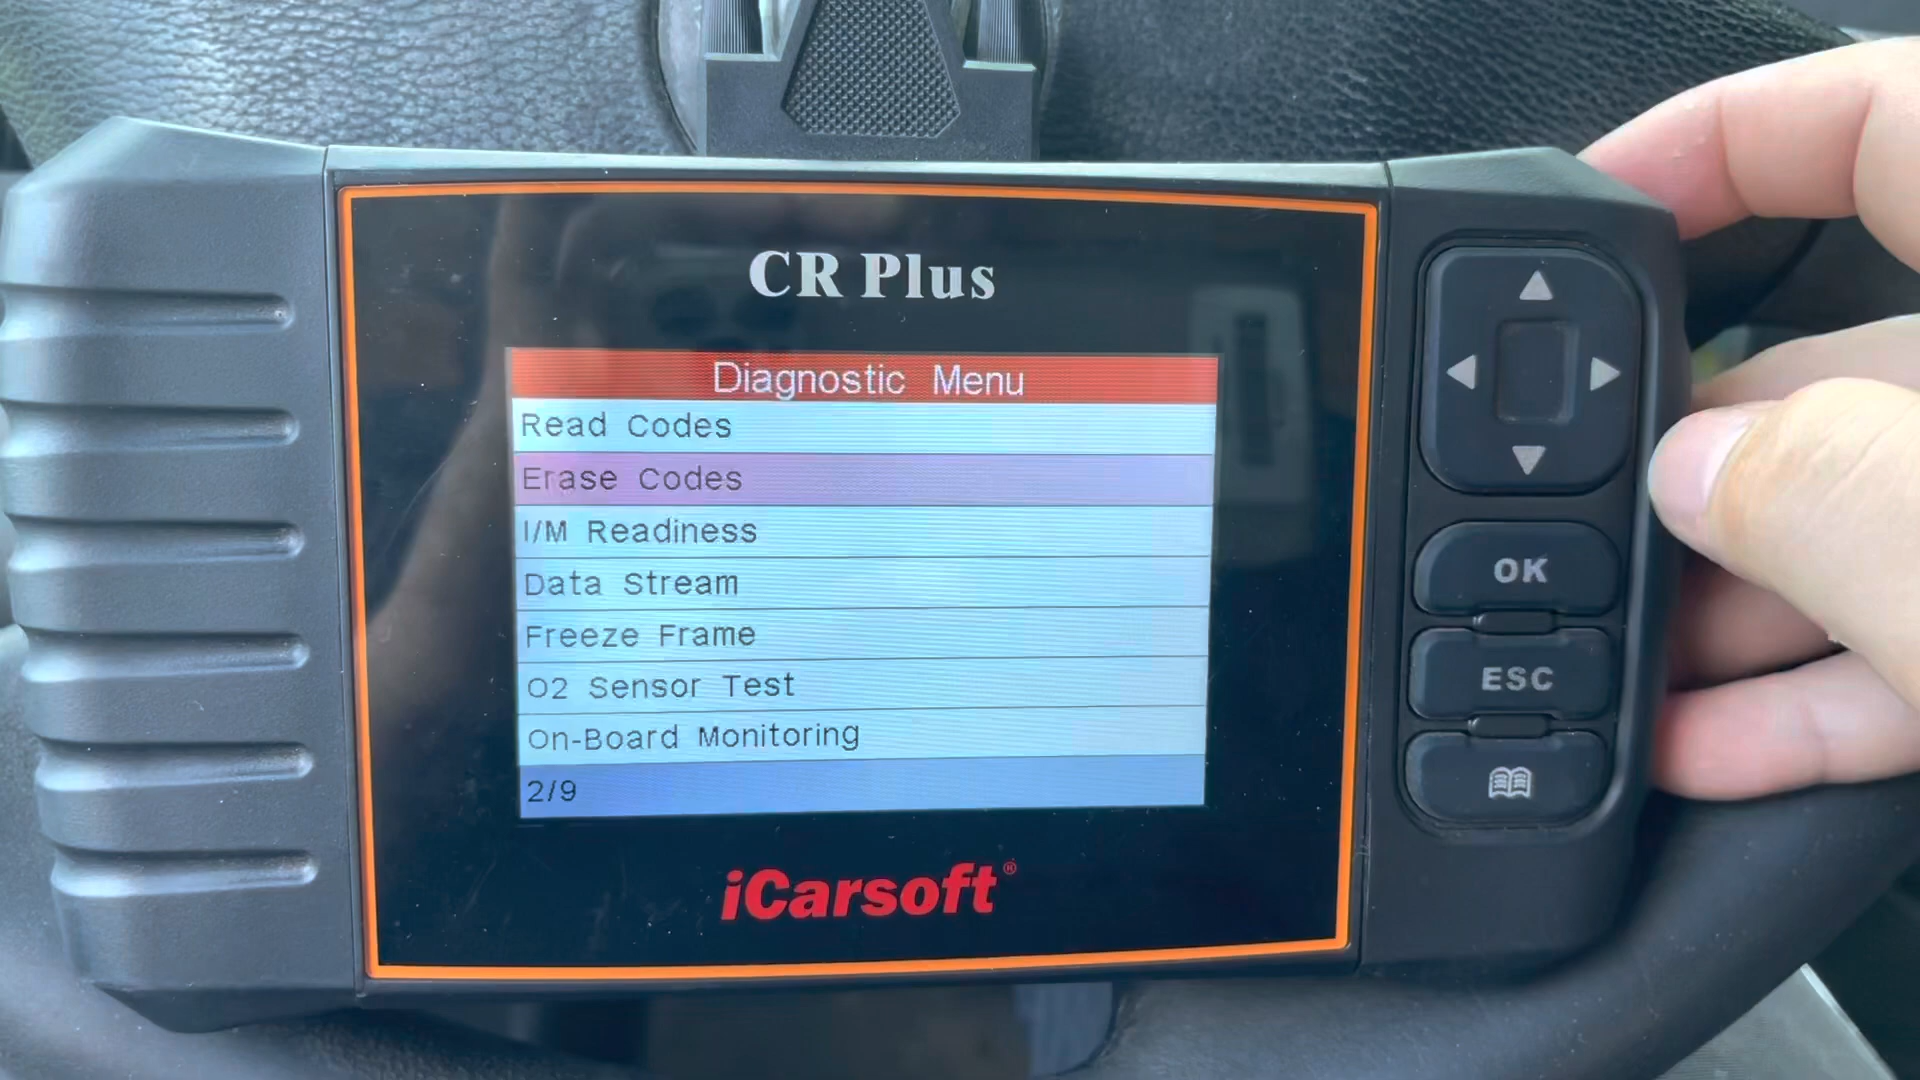 CR Plus
Diagnostic Menu
Read Codes
Erase Codes
I/M Readiness
Data Stream
Freeze Frame
O2 Sensor Test
On-Board Monitoring
2/9
iCarsoft®
OK
ESC